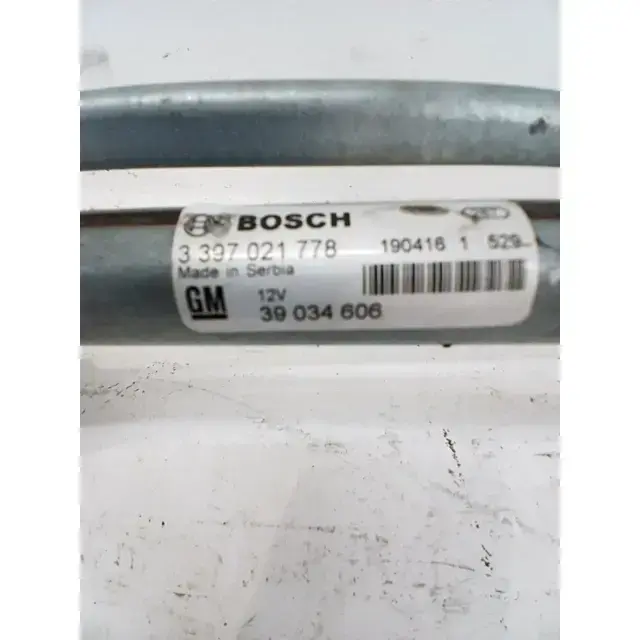 BOSCH
3 397 021 778 190416 1 529
Made in Serbia
GM 12V
39 034 606